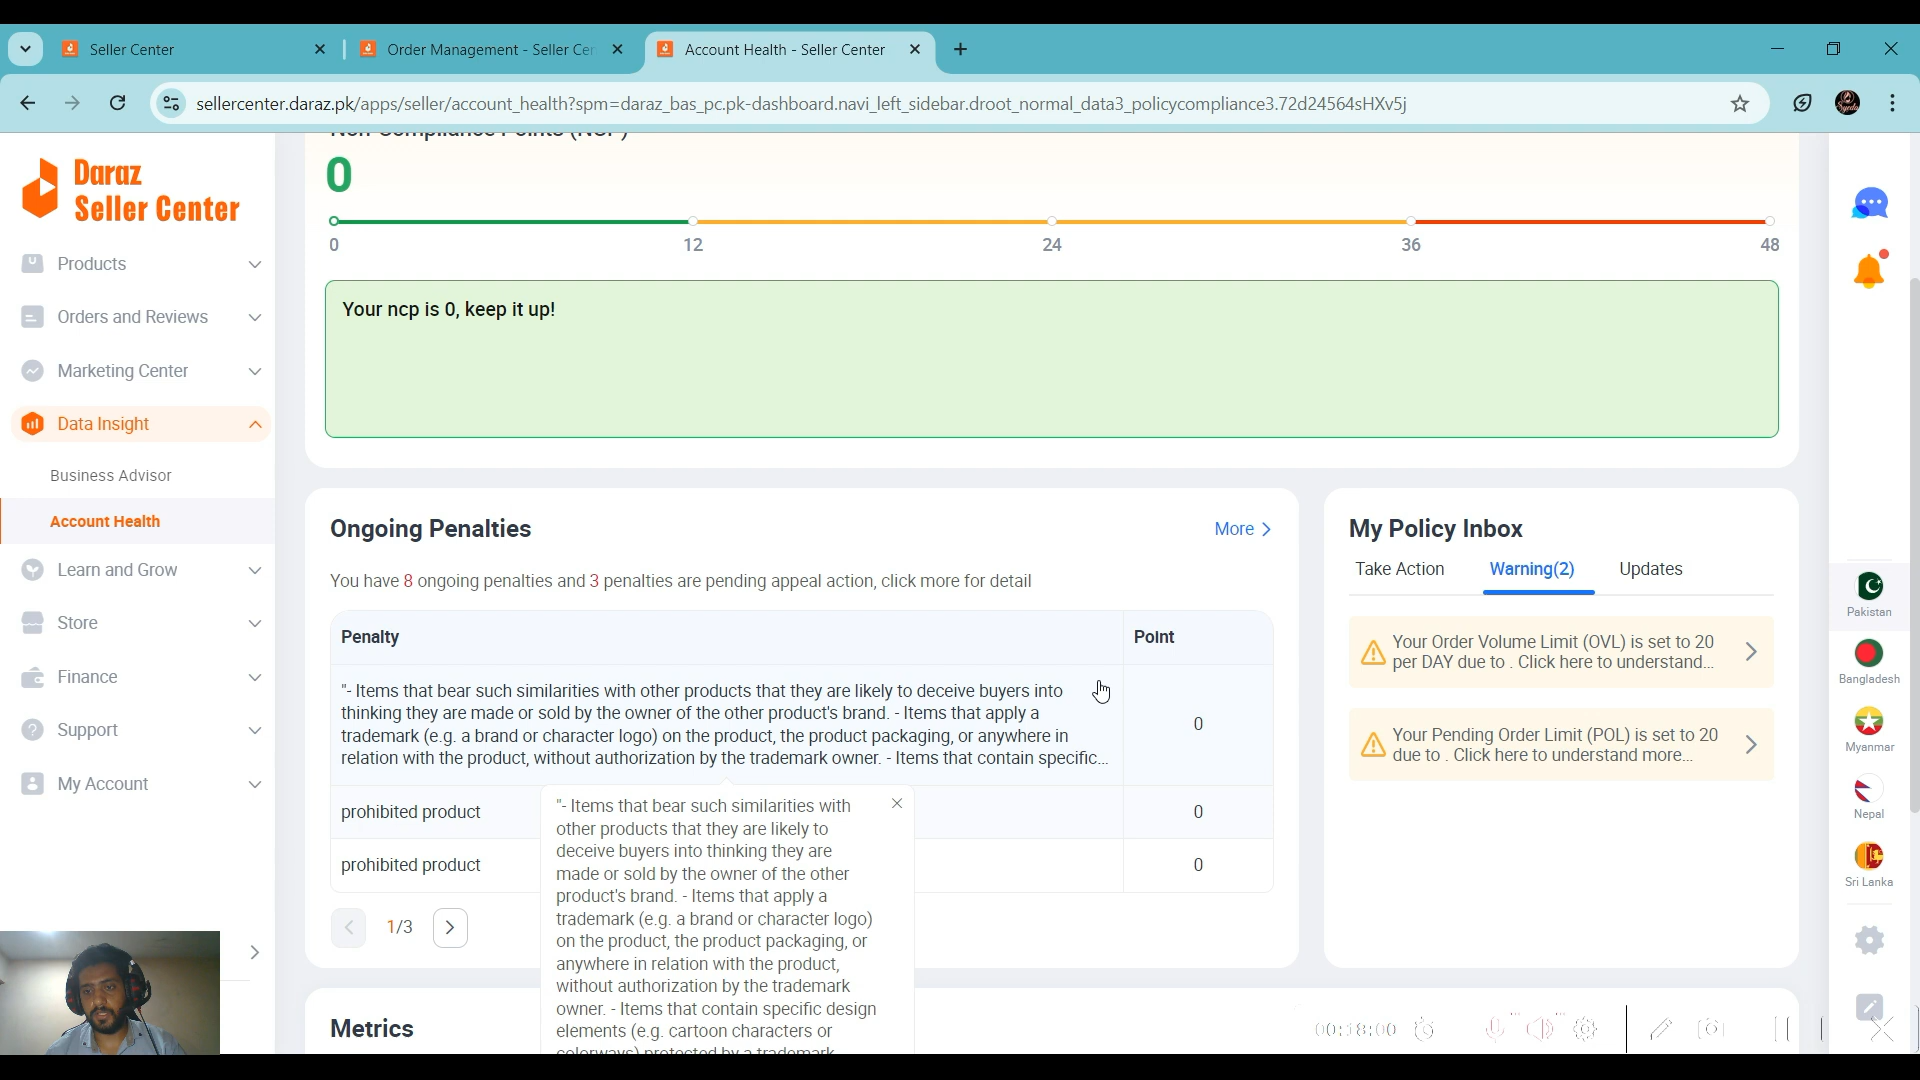 Seller Center
Order Management - Seller Cer
Account Health - Seller Center
sellercenter.daraz.pk/apps/seller/account_health?spm=daraz_bas_pc.pk-dashboard.navi_left_sidebar.droot_normal_data3_policycompliance3.72d24564sHXv5j
Daraz
Seller Center
Products
Orders and Reviews
Marketing Center
Data Insight
Business Advisor
Account Health
Learn and Grow
Store
Finance
Support
My Account
Non-Compliance Points (NCP)
0
0 12 24 36 48
Your ncp is 0, keep it up!
Ongoing Penalties
More
You have 8 ongoing penalties and 3 penalties are pending appeal action, click more for detail
Penalty Point
"- Items that bear such similarities with other products that they are likely to deceive buyers into
thinking they are made or sold by the owner of the other product's brand. - Items that apply a
trademark (e.g. a brand or character logo) on the product, the product packaging, or anywhere in
relation with the product, without authorization by the trademark owner. - Items that contain specific...
0
prohibited product 0
prohibited product 0
"- Items that bear such similarities with
other products that they are likely to
deceive buyers into thinking they are
made or sold by the owner of the other
product's brand. - Items that apply a
trademark (e.g. a brand or character logo)
on the product, the product packaging, or
anywhere in relation with the product,
without authorization by the trademark
owner. - Items that contain specific design
elements (e.g. cartoon characters or
colorways) protected by a trademark
1/3
My Policy Inbox
Take Action Warning(2) Updates
Your Order Volume Limit (OVL) is set to 20
per DAY due to . Click here to understand...
Your Pending Order Limit (POL) is set to 20
due to . Click here to understand more...
Metrics
Pakistan
Bangladesh
Myanmar
Nepal
Sri Lanka
00:18:00